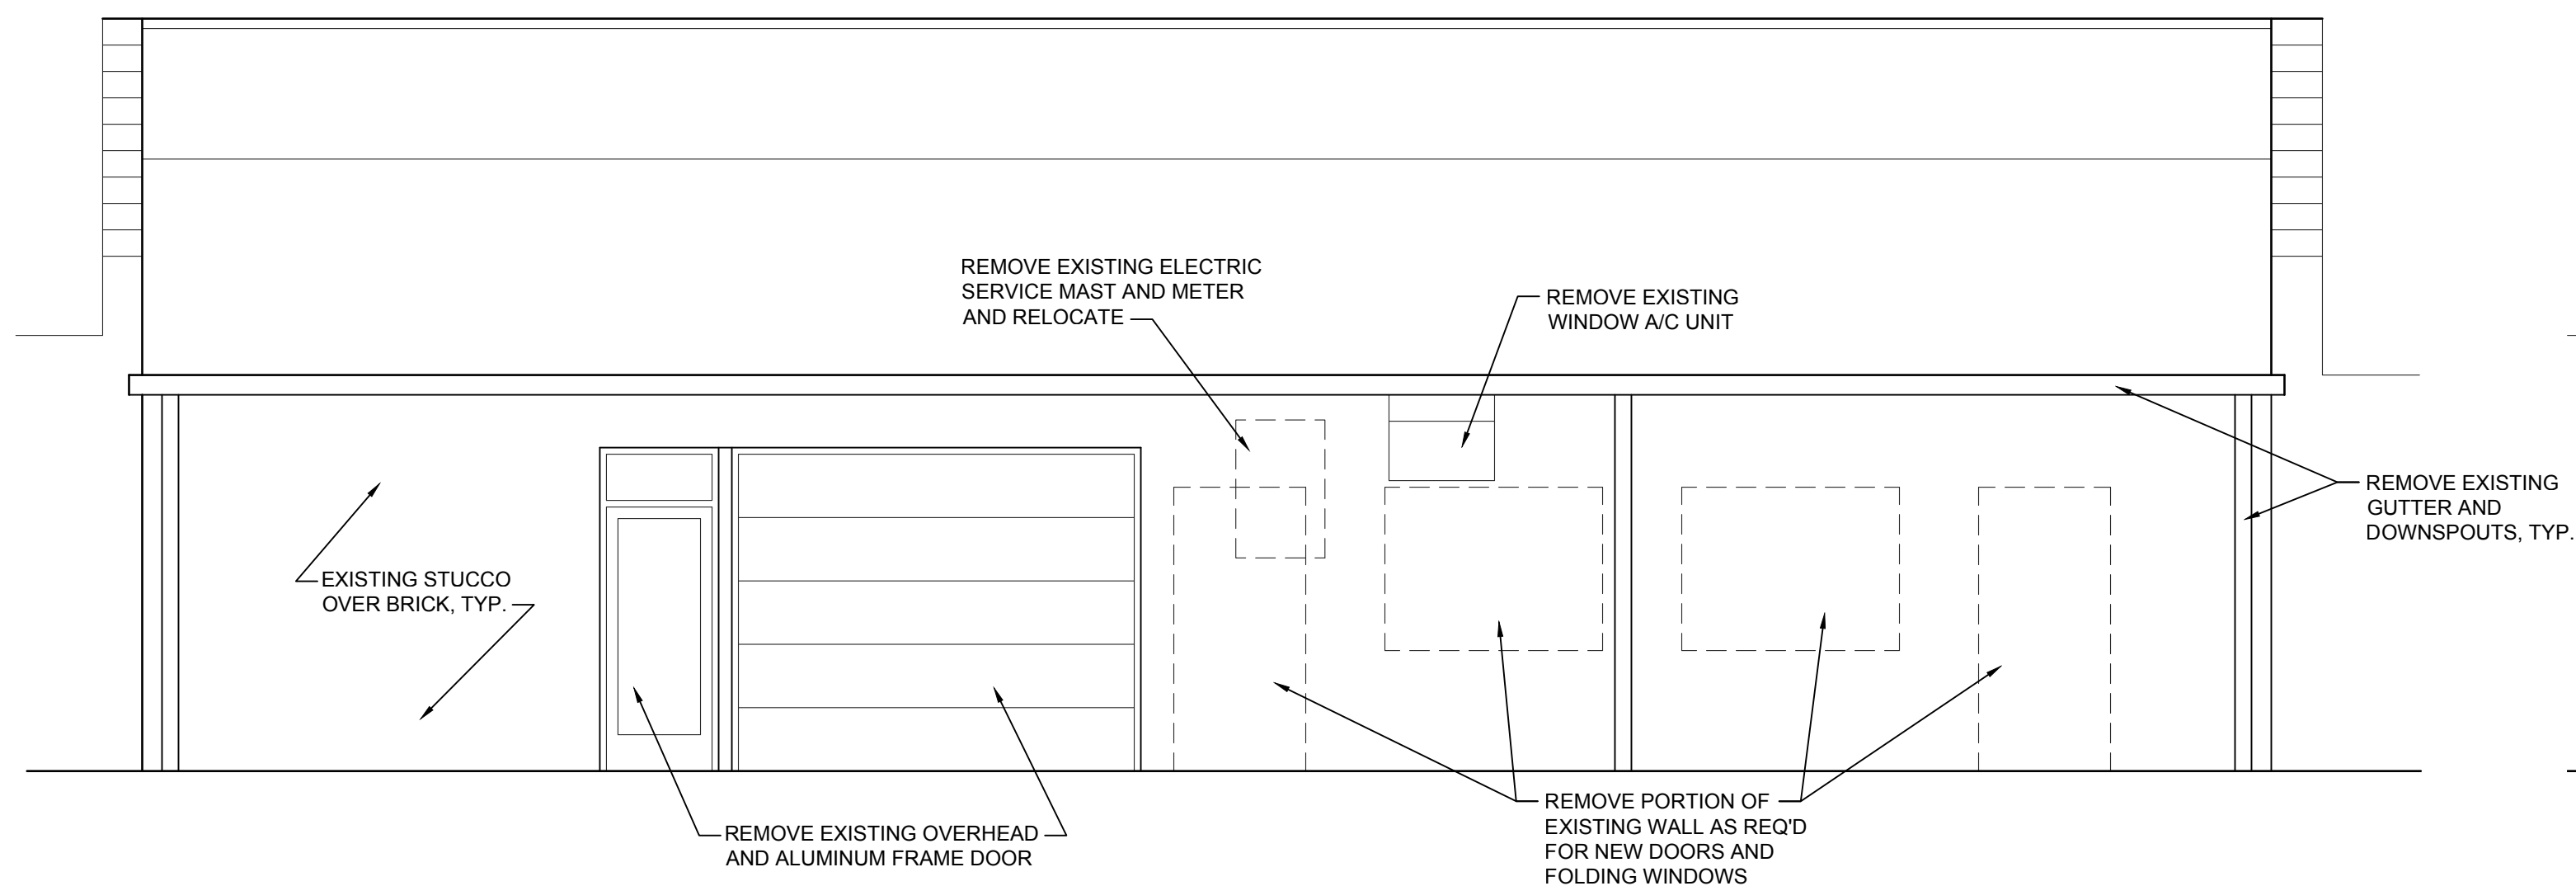 REMOVE EXISTING ELECTRIC
SERVICE MAST AND METER
AND RELOCATE
REMOVE EXISTING
WINDOW A/C UNIT
REMOVE EXISTING
GUTTER AND
DOWNSPOUTS, TYP.
EXISTING STUCCO
OVER BRICK, TYP.
REMOVE EXISTING OVERHEAD
AND ALUMINUM FRAME DOOR
REMOVE PORTION OF
EXISTING WALL AS REQ'D
FOR NEW DOORS AND
FOLDING WINDOWS